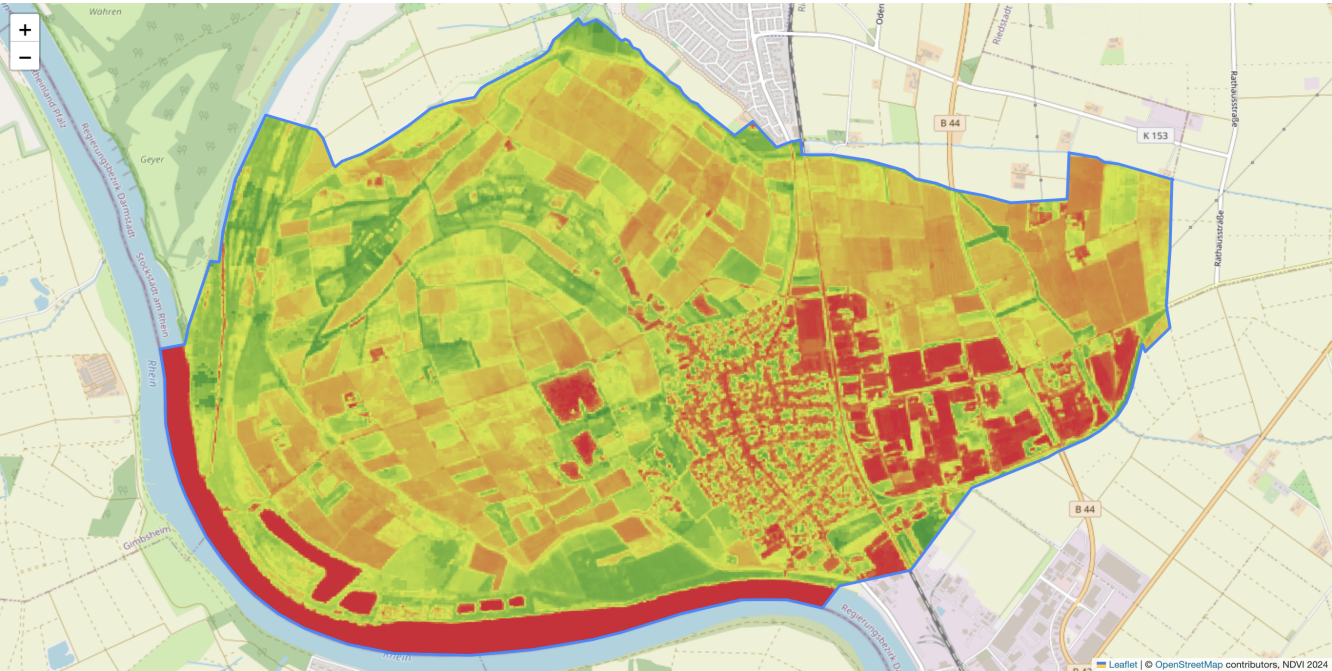 Wahren
+
−
Rheinland-Pfalz
Regierungsbezirk Darmstadt
Stockstadt am Rhein
Geyer
Rhein
Gimbsheim
Rhein
Riedstadt
B 44
K 153
Rathausstraße
Rathausstraße
B 44
Regierungsbezirk Da
Leaflet | © OpenStreetMap contributors, NDVI 2024